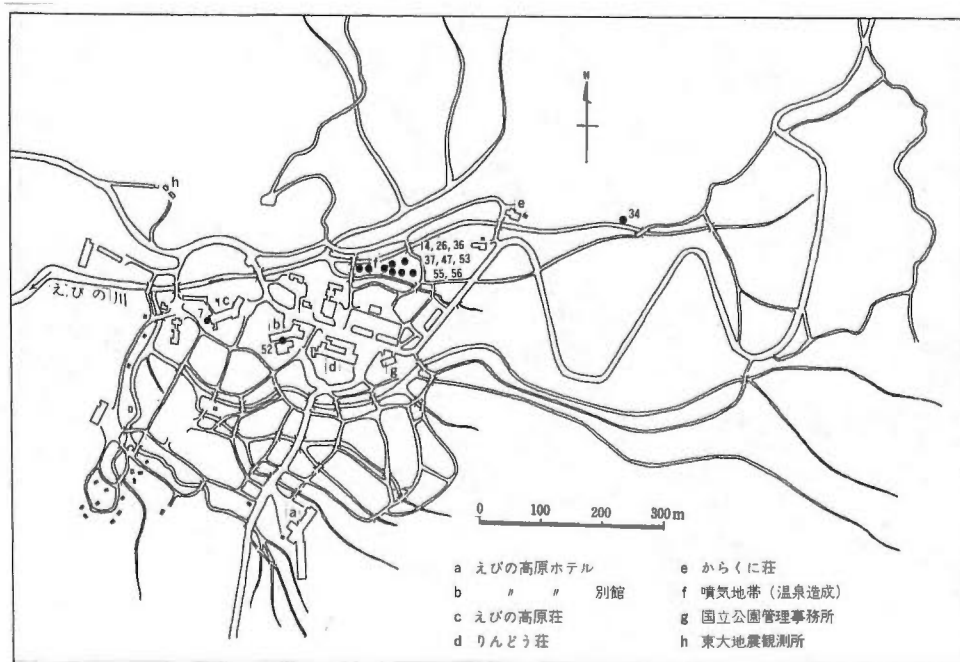 N
h
e
34
f
14, 26, 36
37, 47, 53
55, 56
えびの川
c
7
b
52
d
g
a
0 100 200 300m
a えびの高原ホテル
b 〃 〃 別館
c えびの高原荘
d りんどう荘
e からくに荘
f 噴気地帯(温泉造成)
g 国立公園管理事務所
h 東大地震観測所